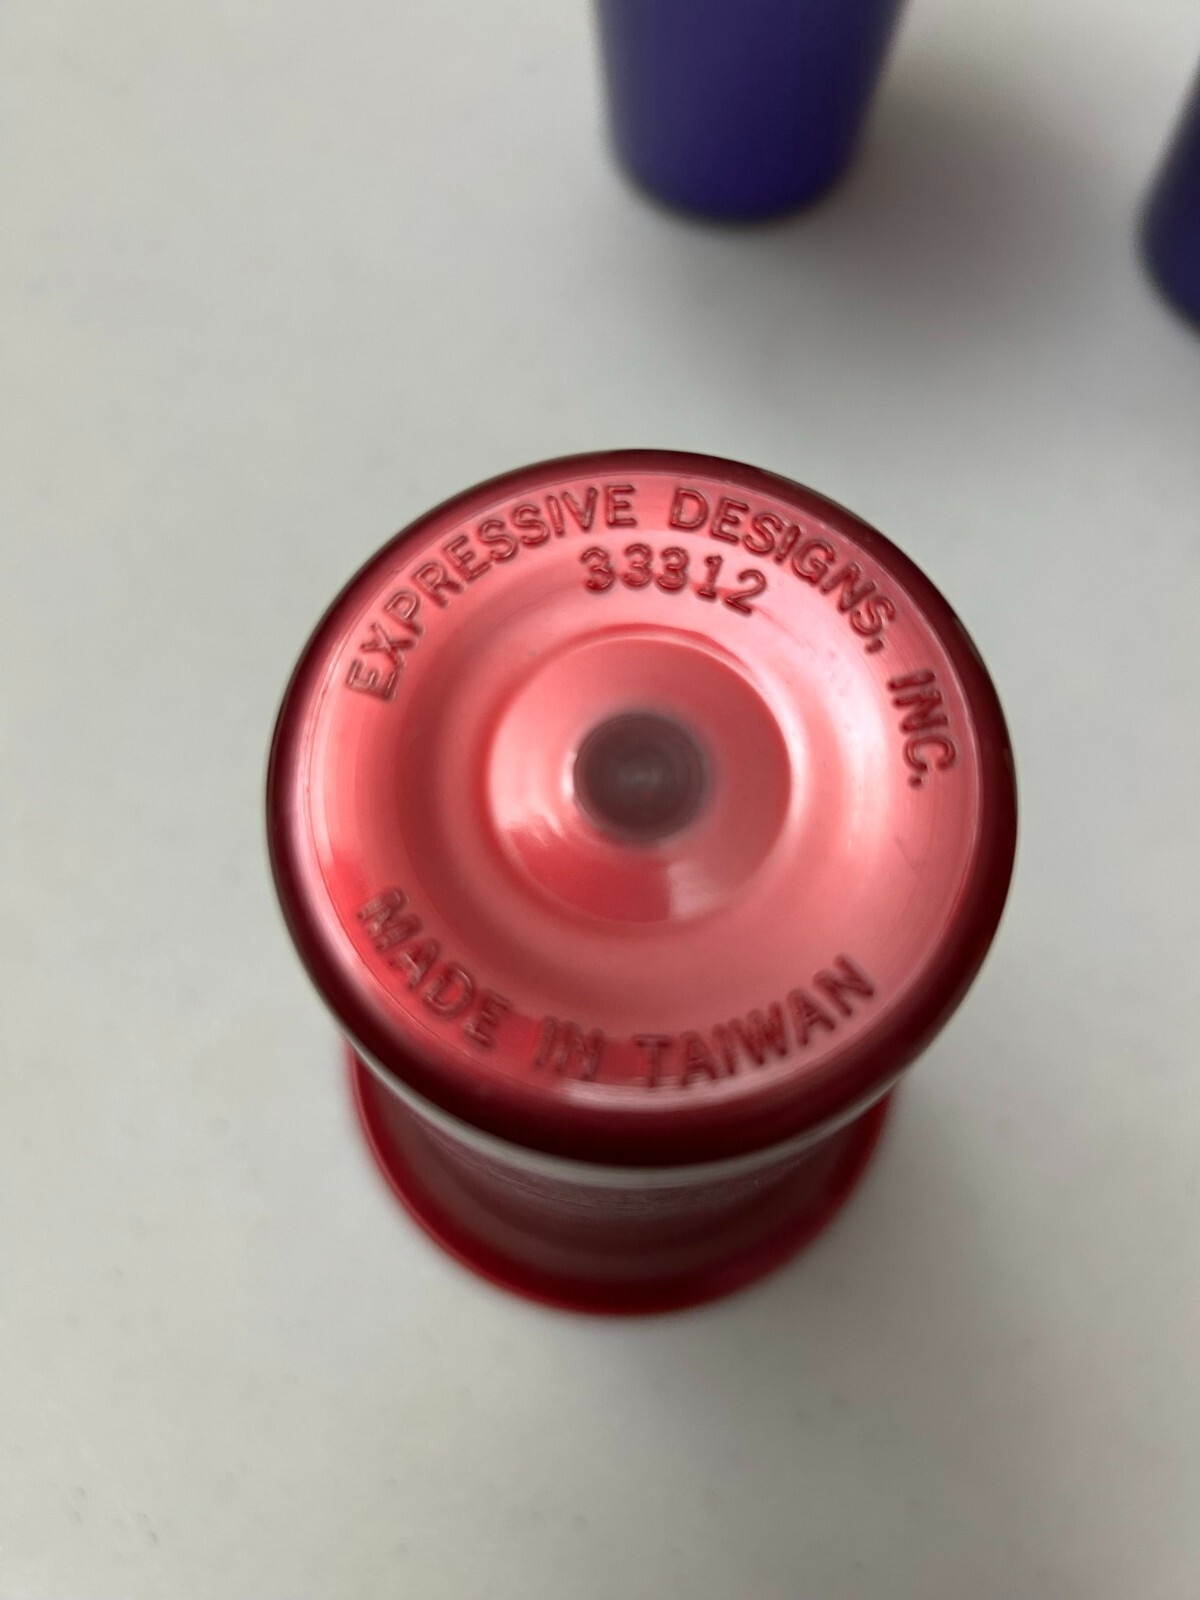 EXPRESSIVE DESIGNS, INC.
33312
MADE IN TAIWAN